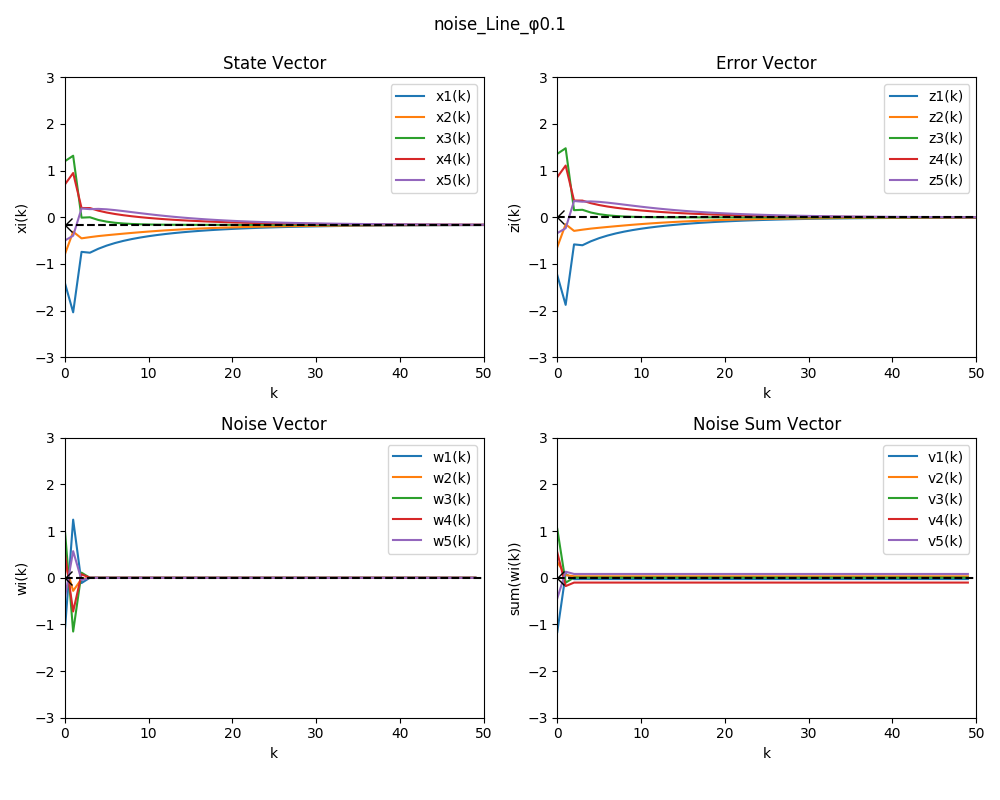 noise_Line_φ0.1
State Vector
3
2
1
0
−1
−2
−3
xi(k)
0
10
20
30
40
50
k
x1(k)
x2(k)
x3(k)
x4(k)
x5(k)
Error Vector
3
2
1
0
−1
−2
−3
zi(k)
0
10
20
30
40
50
k
z1(k)
z2(k)
z3(k)
z4(k)
z5(k)
Noise Vector
3
2
1
0
−1
−2
−3
wi(k)
0
10
20
30
40
50
k
w1(k)
w2(k)
w3(k)
w4(k)
w5(k)
Noise Sum Vector
3
2
1
0
−1
−2
−3
sum(wi(k))
0
10
20
30
40
50
k
v1(k)
v2(k)
v3(k)
v4(k)
v5(k)